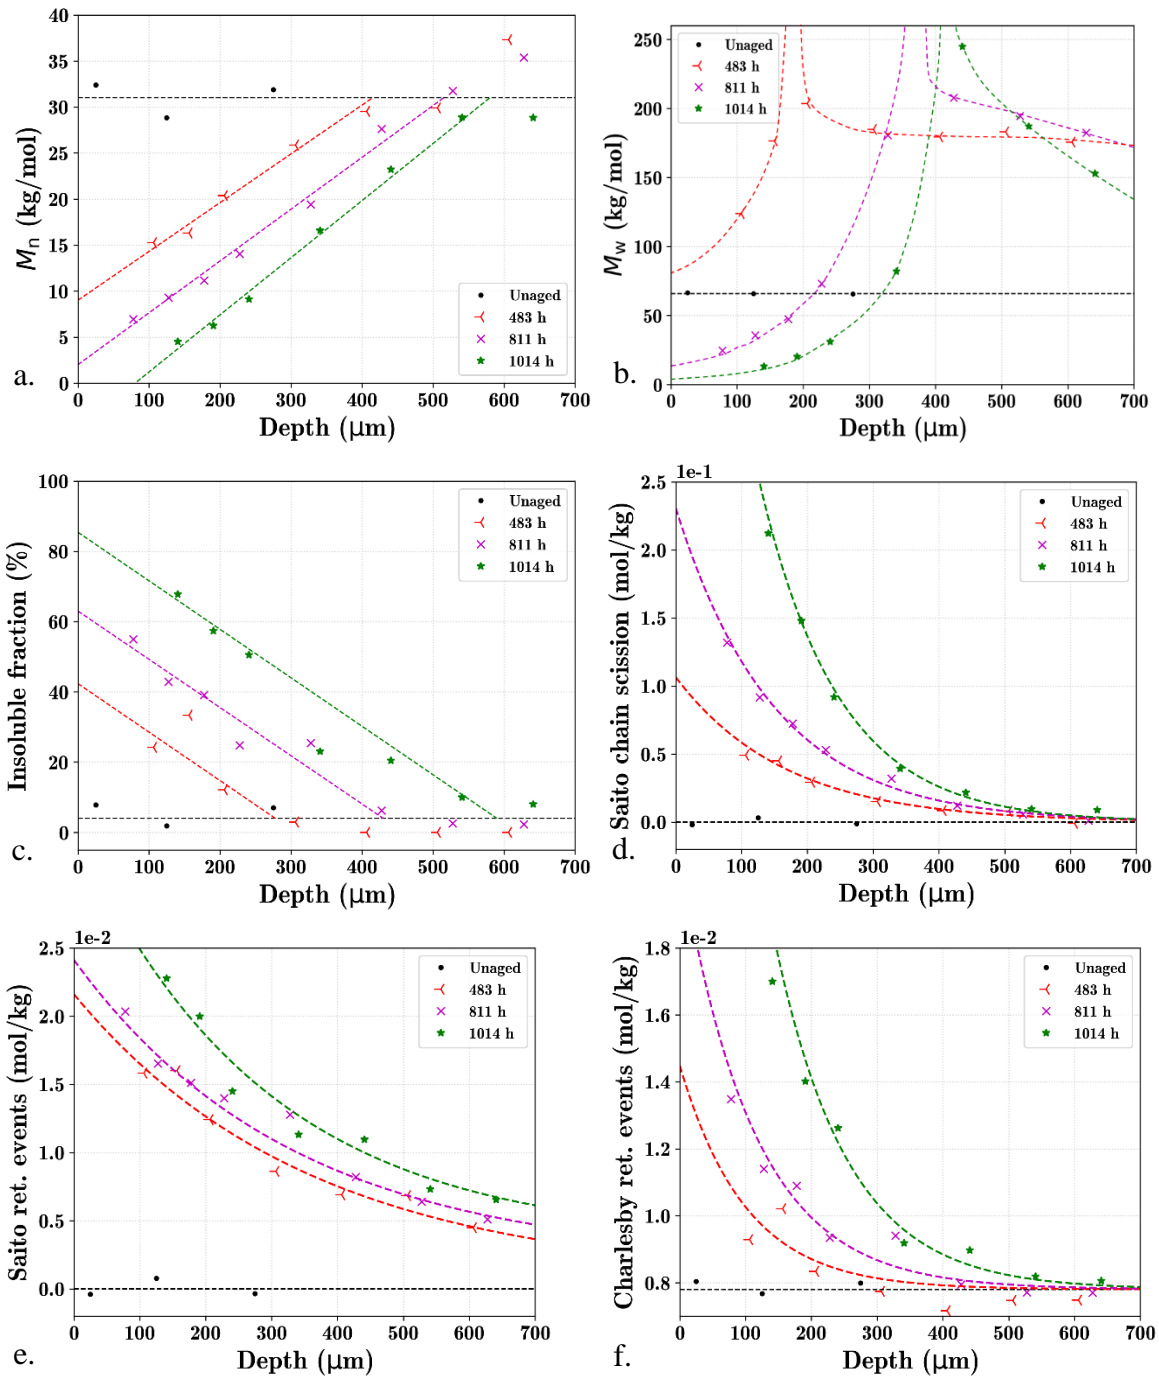 40
35
30
25
20
15
10
5
0
Mn (kg/mol)
Unaged
483 h
811 h
1014 h
0 100 200 300 400 500 600 700
Depth (μm)
a.
250
200
150
100
50
0
Mw (kg/mol)
Unaged
483 h
811 h
1014 h
0 100 200 300 400 500 600 700
Depth (μm)
b.
100
80
60
40
20
0
Insoluble fraction (%)
Unaged
483 h
811 h
1014 h
0 100 200 300 400 500 600 700
Depth (μm)
c.
1e-1
2.5
2.0
1.5
1.0
0.5
0.0
Saito chain scission (mol/kg)
Unaged
483 h
811 h
1014 h
0 100 200 300 400 500 600 700
Depth (μm)
d.
1e-2
2.5
2.0
1.5
1.0
0.5
0.0
Saito ret. events (mol/kg)
Unaged
483 h
811 h
1014 h
0 100 200 300 400 500 600 700
Depth (μm)
e.
1e-2
1.8
1.6
1.4
1.2
1.0
0.8
Charlesby ret. events (mol/kg)
Unaged
483 h
811 h
1014 h
0 100 200 300 400 500 600 700
Depth (μm)
f.